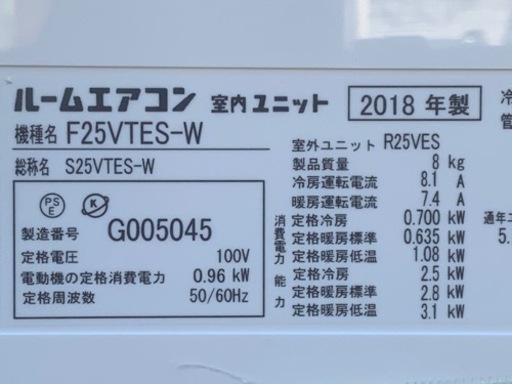 ルームエアコン 室内ユニット 2018 年製
機種名 F25VTES-W
総称名 S25VTES-W
PS
E
K
製造番号 G005045
定格電圧 100V
電動機の定格消費電力 0.96 kW
定格周波数 50/60Hz
室外ユニット R25VES
製品質量 8 kg
冷房運転電流 8.1 A
暖房運転電流 7.4 A
消費電力
定格冷房 0.700 kW
定格暖房標準 0.635 kW
定格暖房低温 1.08 kW
能力
定格冷房 2.5 kW
定格暖房標準 2.8 kW
定格暖房低温 3.1 kW
冷
管
通年エ
5.